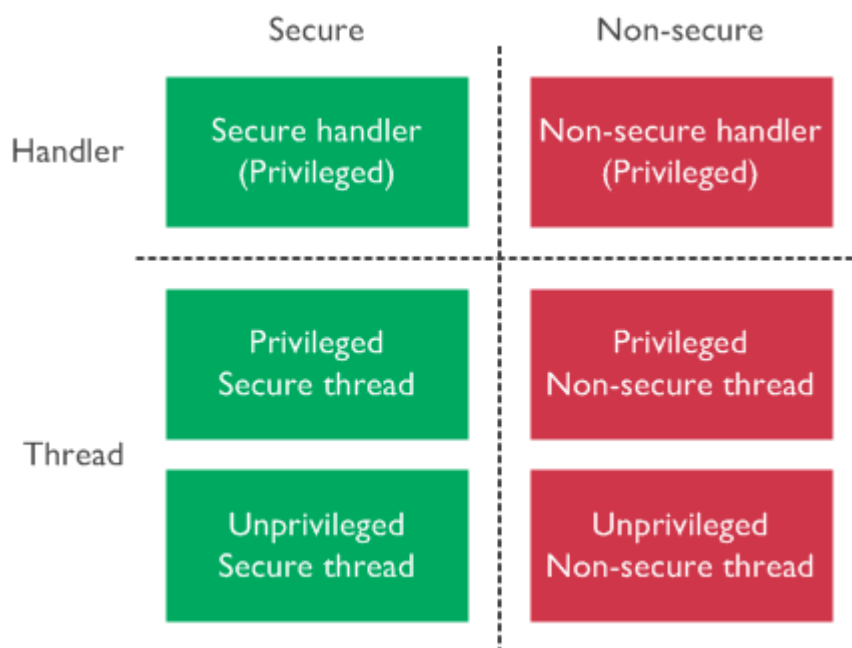 Secure
Non-secure
Handler
Secure handler
(Privileged)
Non-secure handler
(Privileged)
Thread
Privileged
Secure thread
Privileged
Non-secure thread
Unprivileged
Secure thread
Unprivileged
Non-secure thread